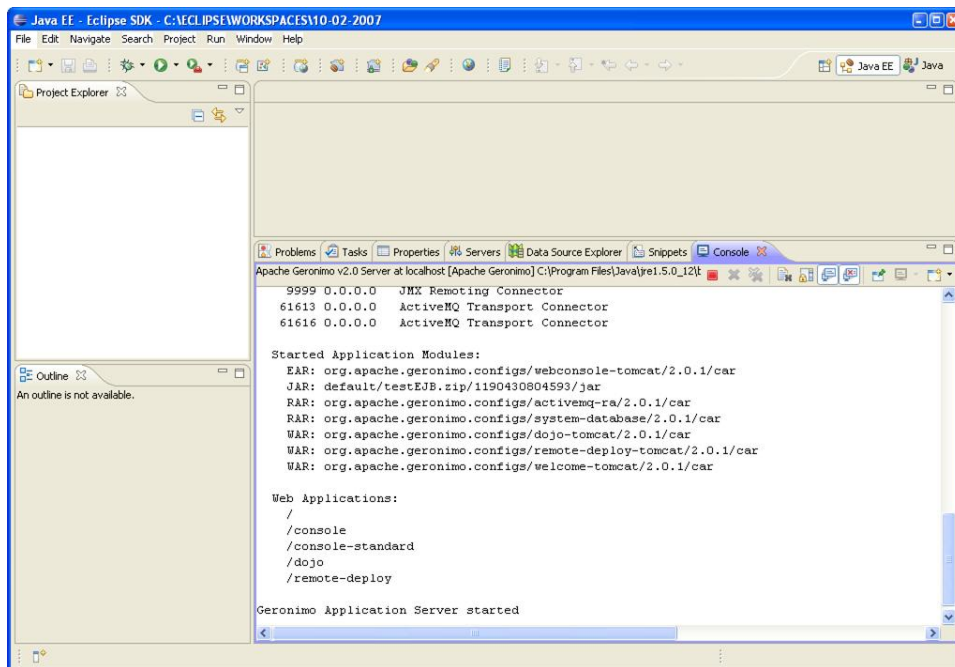 Java EE - Eclipse SDK - C:\ECLIPSE\WORKSPACES\10-02-2007
File Edit Navigate Search Project Run Window Help
Java EE Java
Project Explorer
Problems Tasks Properties Servers Data Source Explorer Snippets Console
Apache Geronimo v2.0 Server at localhost [Apache Geronimo] C:\Program Files\Java\jre1.5.0_12\b
9999 0.0.0.0 JMX Remoting Connector
61613 0.0.0.0 ActiveMQ Transport Connector
61616 0.0.0.0 ActiveMQ Transport Connector
Started Application Modules:
EAR: org.apache.geronimo.configs/webconsole-tomcat/2.0.1/car
JAR: default/testEJB.zip/1190430804593/jar
RAR: org.apache.geronimo.configs/activemq-ra/2.0.1/car
RAR: org.apache.geronimo.configs/system-database/2.0.1/car
WAR: org.apache.geronimo.configs/dojo-tomcat/2.0.1/car
WAR: org.apache.geronimo.configs/remote-deploy-tomcat/2.0.1/car
WAR: org.apache.geronimo.configs/welcome-tomcat/2.0.1/car
Web Applications:
/
/console
/console-standard
/dojo
/remote-deploy
Geronimo Application Server started
Outline
An outline is not available.